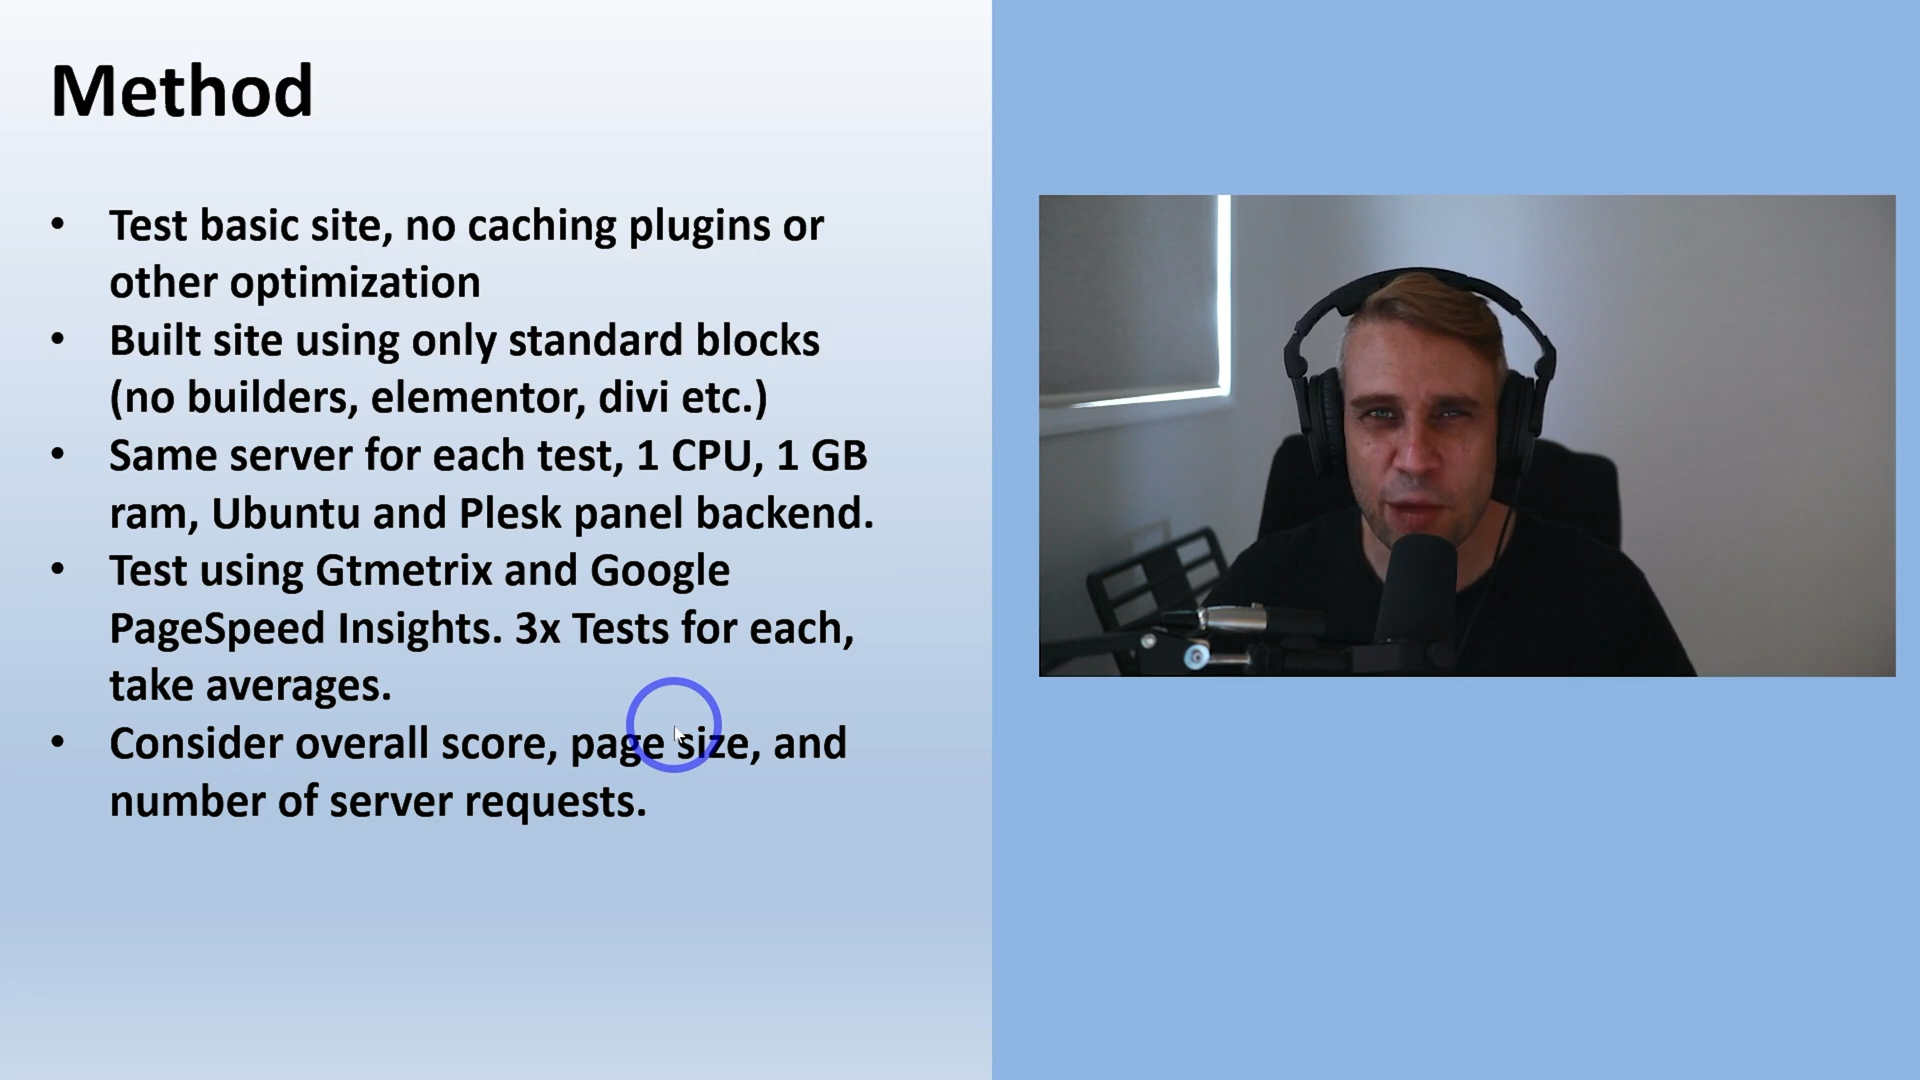 Method
• Test basic site, no caching plugins or
other optimization
• Built site using only standard blocks
(no builders, elementor, divi etc.)
• Same server for each test, 1 CPU, 1 GB
ram, Ubuntu and Plesk panel backend.
• Test using Gtmetrix and Google
PageSpeed Insights. 3x Tests for each,
take averages.
• Consider overall score, page size, and
number of server requests.